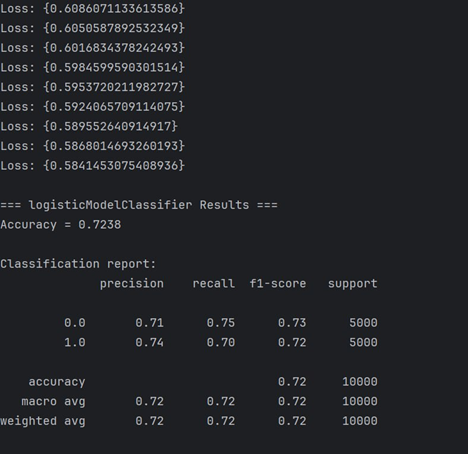 Loss: {0.6086071133613586}
Loss: {0.6050587892532349}
Loss: {0.6016834378242493}
Loss: {0.5984599590301514}
Loss: {0.5953720211982727}
Loss: {0.5924065709114075}
Loss: {0.589552640914917}
Loss: {0.5868014693260193}
Loss: {0.5841453075408936}
=== logisticModelClassifier Results ===
Accuracy = 0.7238
Classification report:
precision recall f1-score support
0.0 0.71 0.75 0.73 5000
1.0 0.74 0.70 0.72 5000
accuracy 0.72 10000
macro avg 0.72 0.72 0.72 10000
weighted avg 0.72 0.72 0.72 10000